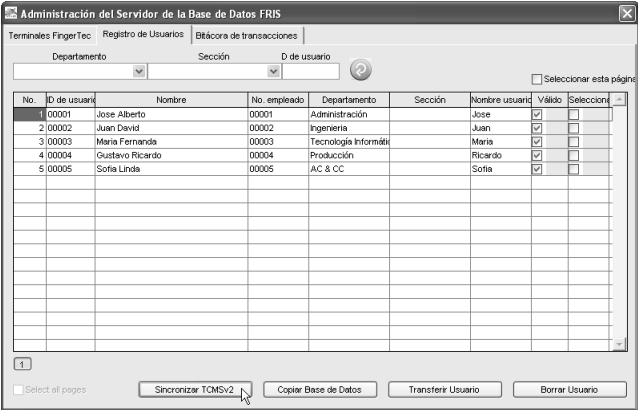 Administración del Servidor de la Base de Datos FRIS
Terminales FingerTec Registro de Usuarios Bitácora de transacciones
Departamento Sección D de usuario
Seleccionar esta página
No. ID de usuario Nombre No. empleado Departamento Sección Nombre usuario Válido Seleccione
1 00001 Jose Alberto 00001 Administración Jose
2 00002 Juan David 00002 Ingenieria Juan
3 00003 Maria Fernanda 00003 Tecnología Informátic Maria
4 00004 Gustavo Ricardo 00004 Producción Ricardo
5 00005 Sofia Linda 00005 AC & CC Sofia
1
Select all pages Sincronizar TCMSv2 Copiar Base de Datos Transferir Usuario Borrar Usuario